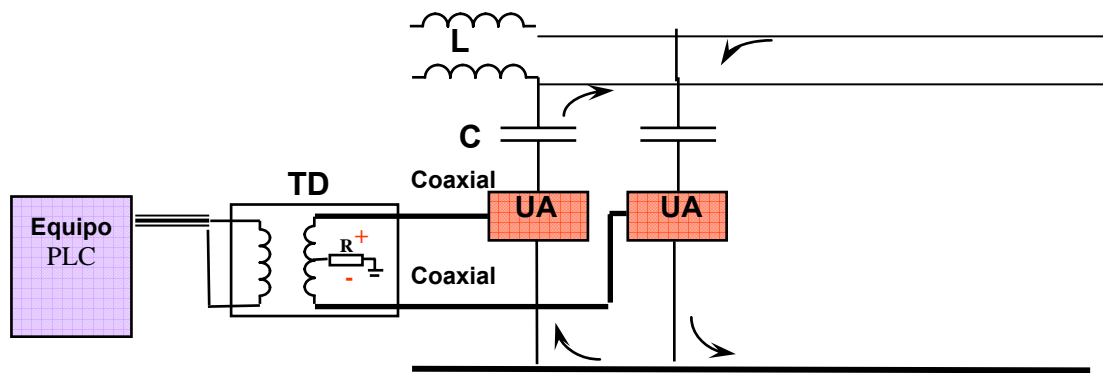 L
C
TD
Coaxial
UA
UA
Equipo
PLC
R
+
-
Coaxial